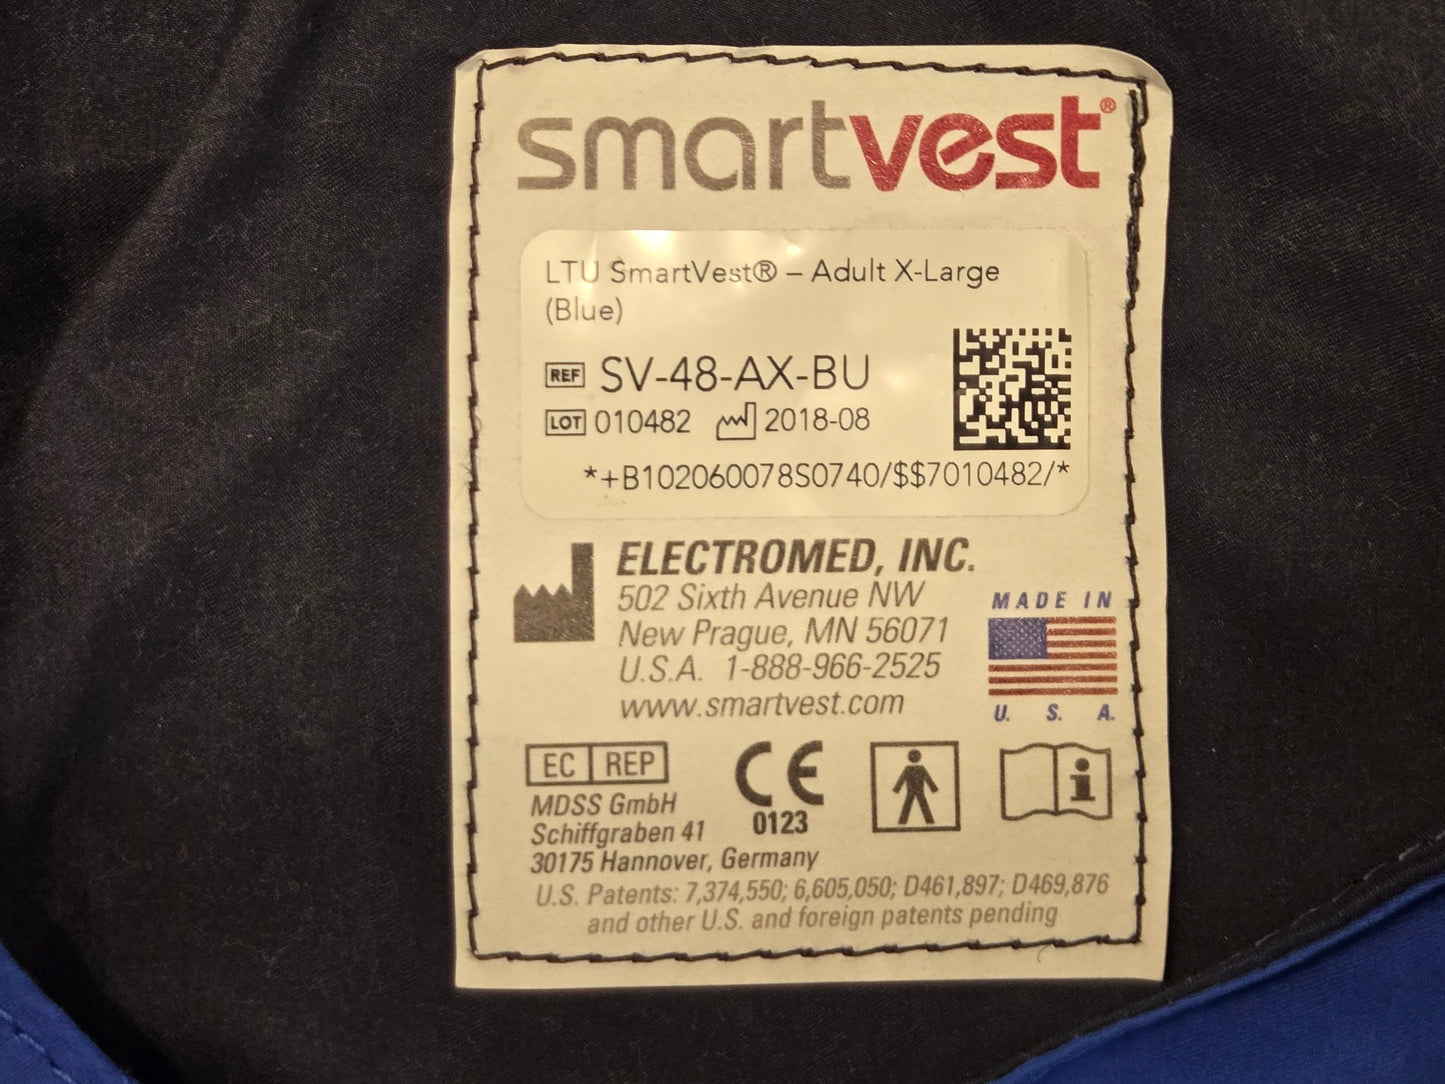 smartvest®
LTU SmartVest® – Adult X-Large
(Blue)
REF SV-48-AX-BU
LOT 010482 2018-08
*+B102060078S0740/$$7010482/*
ELECTROMED, INC.
502 Sixth Avenue NW
New Prague, MN 56071
U.S.A. 1-888-966-2525
www.smartvest.com
MADE IN
U. S. A.
EC REP
MDSS GmbH
Schiffgraben 41
30175 Hannover, Germany
CE
0123
i
U.S. Patents: 7,374,550; 6,605,050; D461,897; D469,876
and other U.S. and foreign patents pending